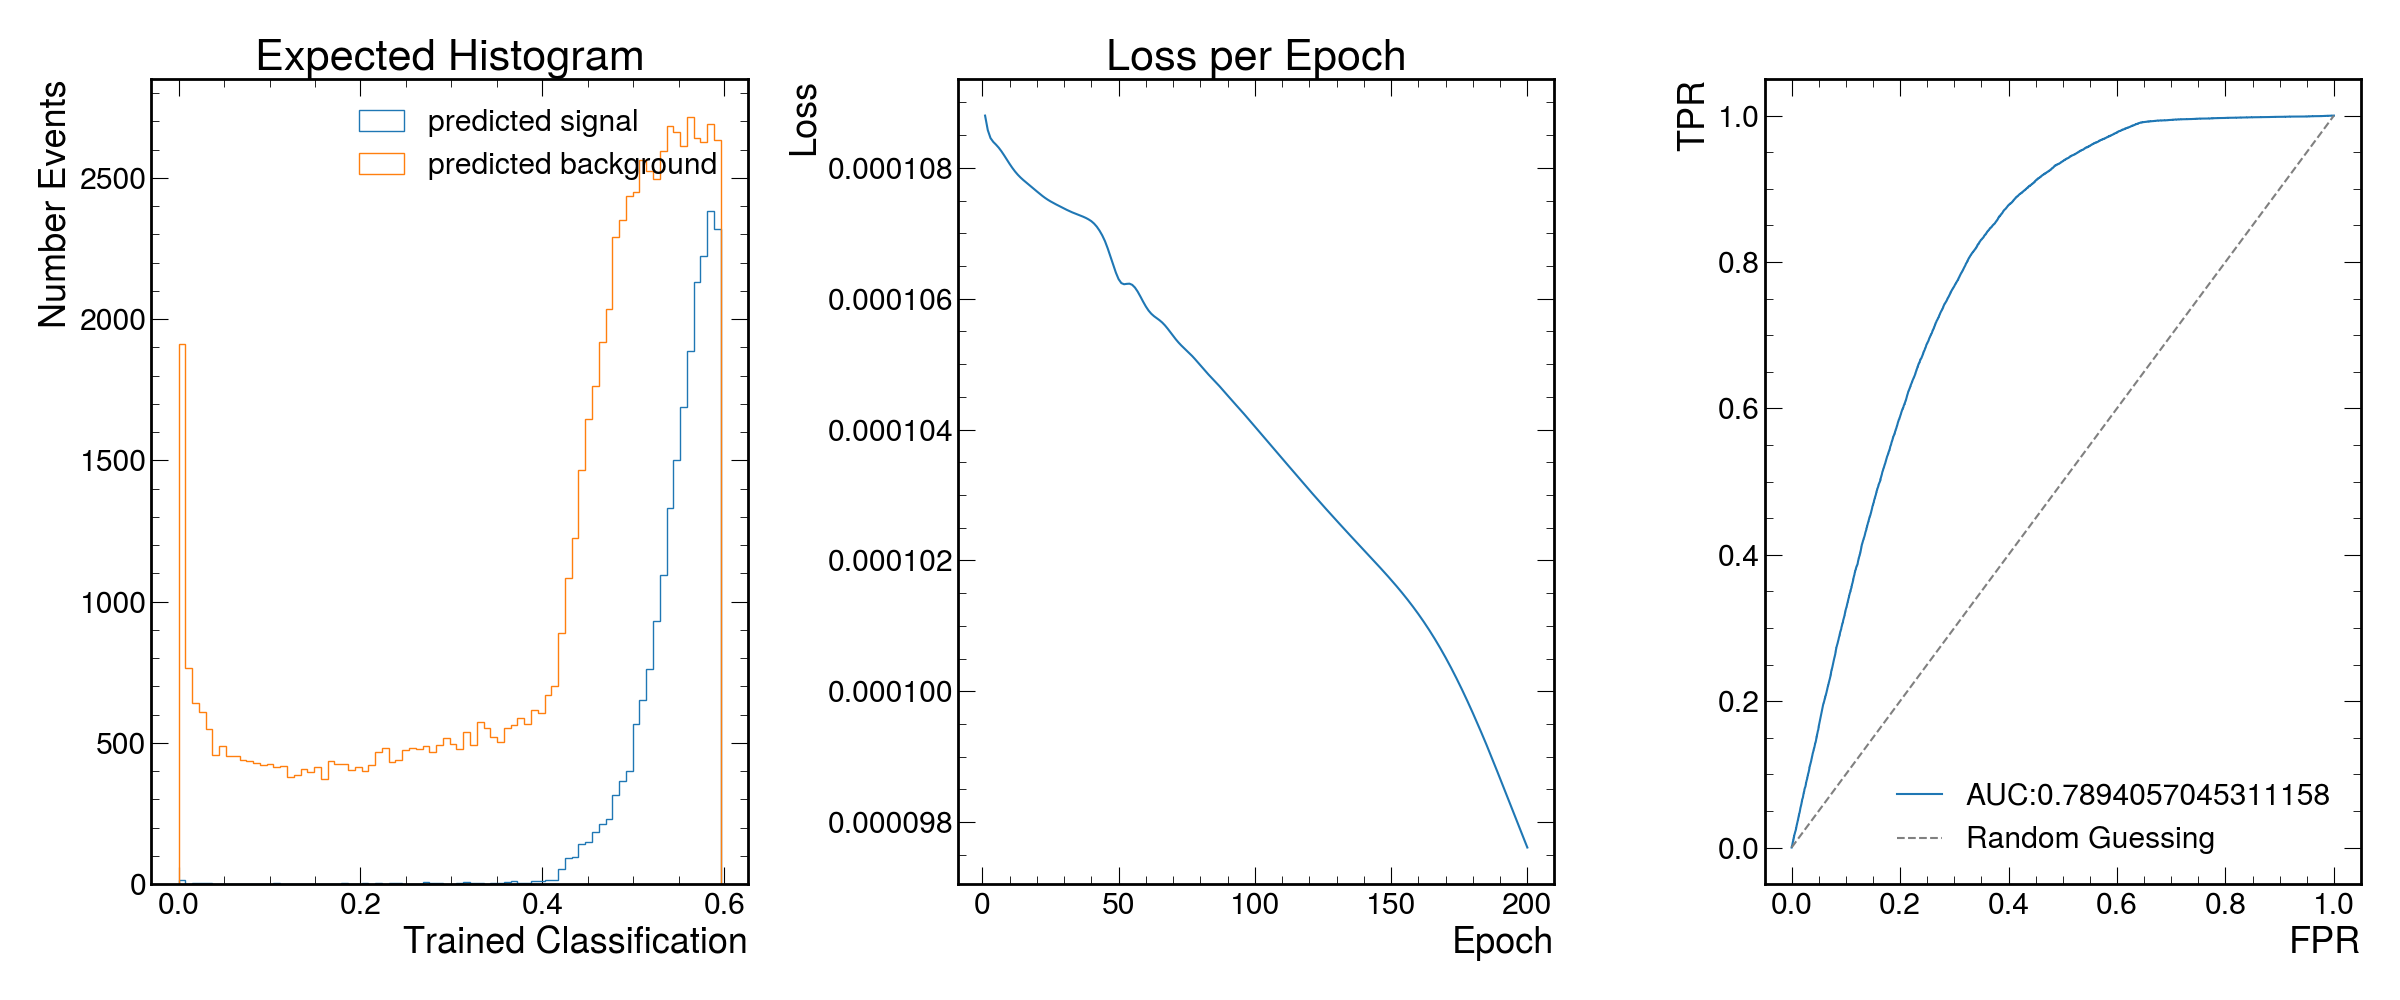 Expected Histogram
Number Events
predicted signal
predicted background
2500
2000
1500
1000
500
0
0.0 0.2 0.4 0.6
Trained Classification
Loss per Epoch
Loss
0.000108
0.000106
0.000104
0.000102
0.000100
0.000098
0 50 100 150 200
Epoch
TPR
1.0
0.8
0.6
0.4
0.2
0.0
AUC:0.7894057045311158
Random Guessing
0.0 0.2 0.4 0.6 0.8 1.0
FPR